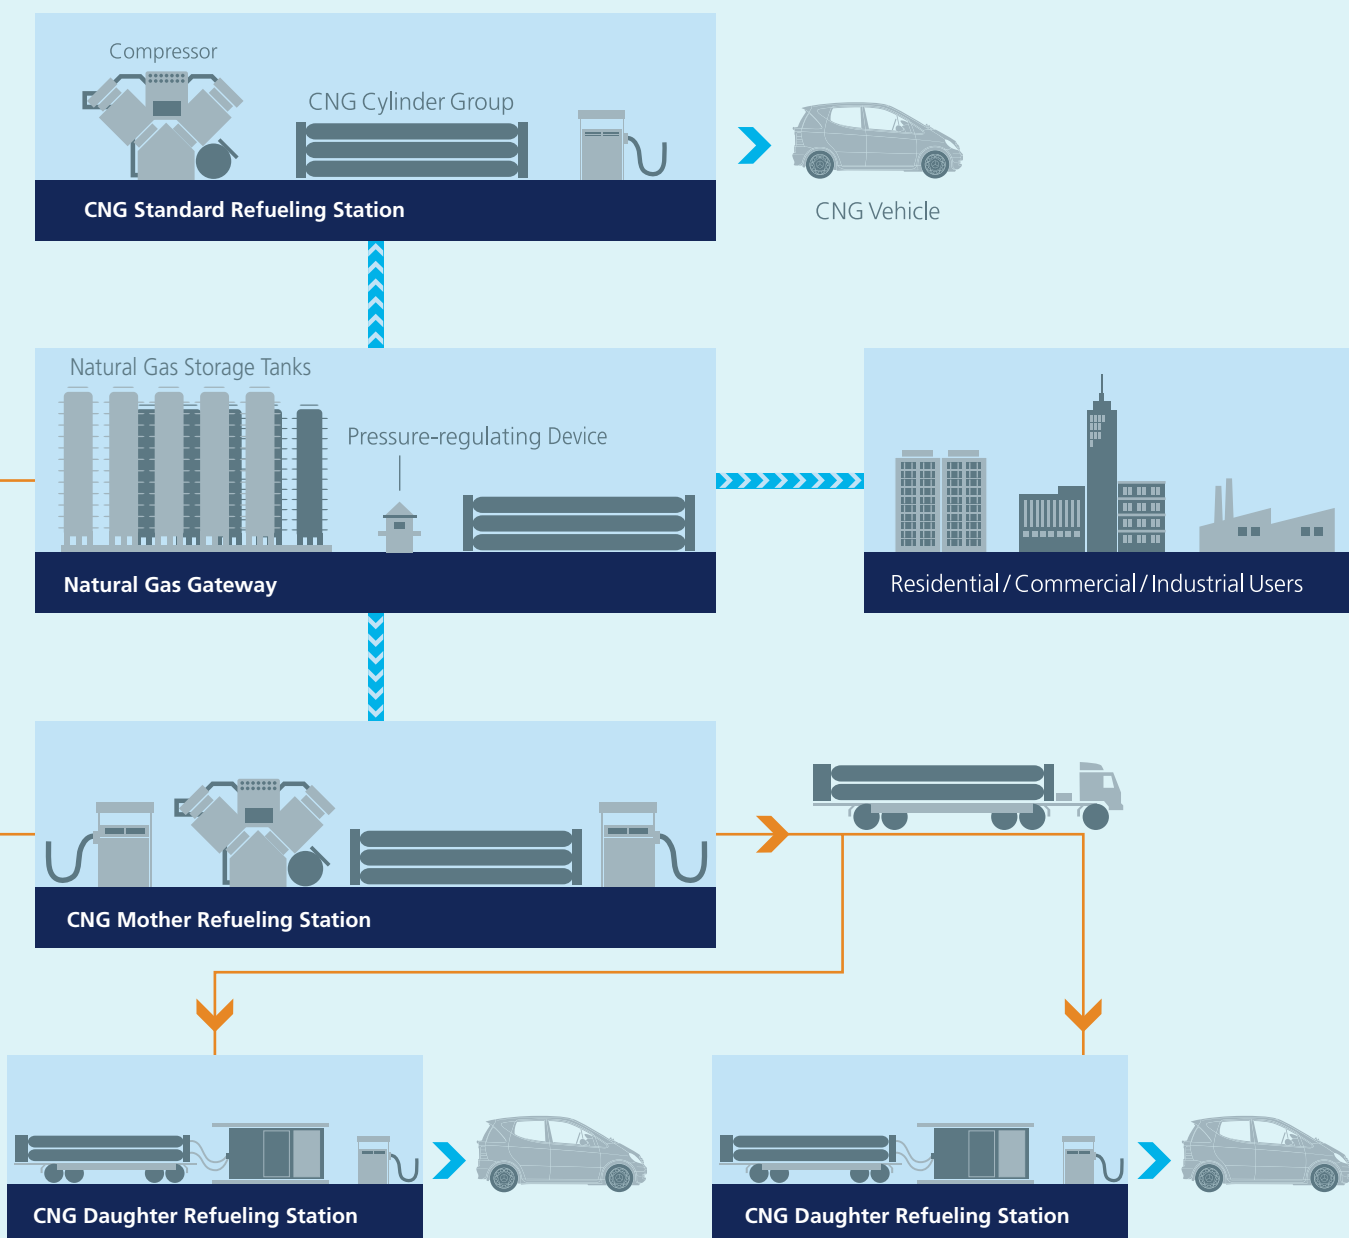 Compressor
CNG Cylinder Group
CNG Standard Refueling Station
CNG Vehicle
Natural Gas Storage Tanks
Pressure-regulating Device
Natural Gas Gateway
Residential / Commercial / Industrial Users
CNG Mother Refueling Station
CNG Daughter Refueling Station
CNG Daughter Refueling Station